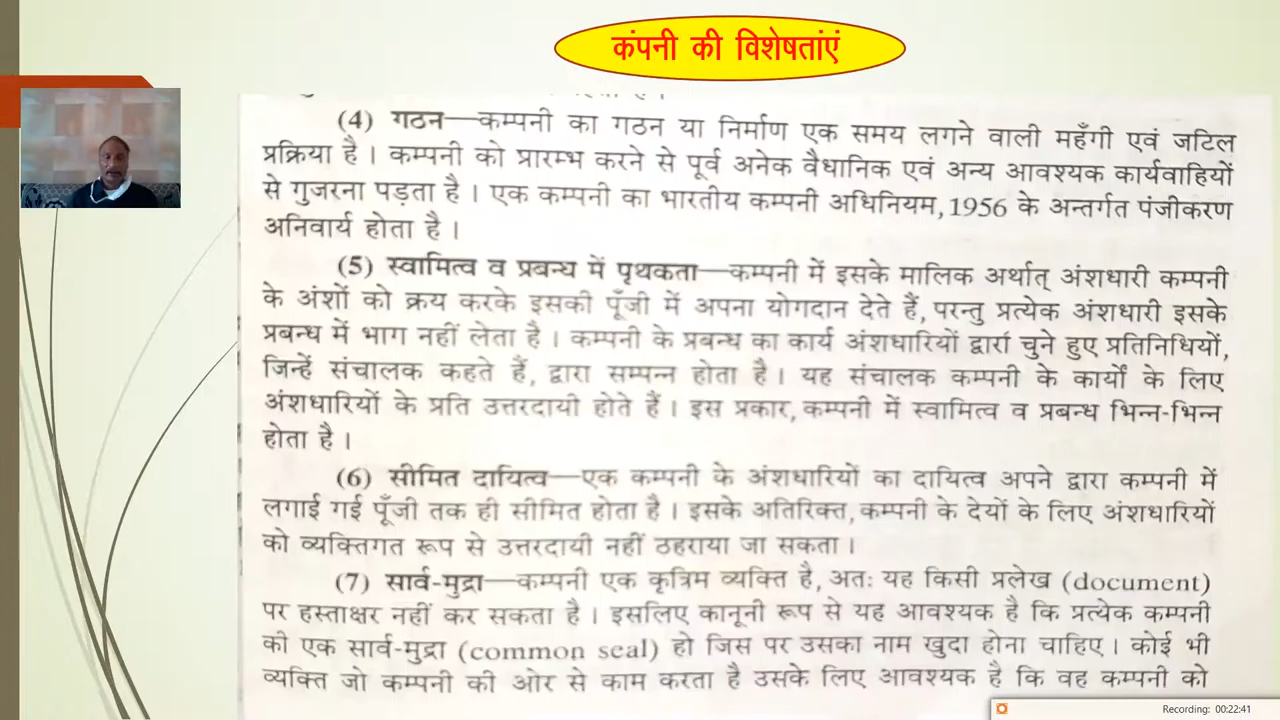 कंपनी की विशेषतांएं
(4) गठन—कम्पनी का गठन या निर्माण एक समय लगने वाली महँगी एवं जटिल
प्रक्रिया है। कम्पनी को प्रारम्भ करने से पूर्व अनेक वैधानिक एवं अन्य आवश्यक कार्यवाहियों
से गुजरना पड़ता है। एक कम्पनी का भारतीय कम्पनी अधिनियम, 1956 के अन्तर्गत पंजीकरण
अनिवार्य होता है।
(5) स्वामित्व व प्रबन्ध में पृथकता—कम्पनी में इसके मालिक अर्थात् अंशधारी कम्पनी
के अंशों को क्रय करके इसकी पूँजी में अपना योगदान देते हैं, परन्तु प्रत्येक अंशधारी इसके
प्रबन्ध में भाग नहीं लेता है। कम्पनी के प्रबन्ध का कार्य अंशधारियों द्वारा चुने हुए प्रतिनिधियों,
जिन्हें संचालक कहते हैं, द्वारा सम्पन्न होता है। यह संचालक कम्पनी के कार्यों के लिए
अंशधारियों के प्रति उत्तरदायी होते हैं। इस प्रकार, कम्पनी में स्वामित्व व प्रबन्ध भिन्न-भिन्न
होता है।
(6) सीमित दायित्व—एक कम्पनी के अंशधारियों का दायित्व अपने द्वारा कम्पनी में
लगाई गई पूँजी तक ही सीमित होता है। इसके अतिरिक्त, कम्पनी के देयों के लिए अंशधारियों
को व्यक्तिगत रूप से उत्तरदायी नहीं ठहराया जा सकता।
(7) सार्व-मुद्रा—कम्पनी एक कृत्रिम व्यक्ति है, अतः यह किसी प्रलेख (document)
पर हस्ताक्षर नहीं कर सकता है। इसलिए कानूनी रूप से यह आवश्यक है कि प्रत्येक कम्पनी
की एक सार्व-मुद्रा (common seal) हो जिस पर उसका नाम खुदा होना चाहिए। कोई भी
व्यक्ति जो कम्पनी की ओर से काम करता है उसके लिए आवश्यक है कि वह कम्पनी को
Recording: 00:22:41